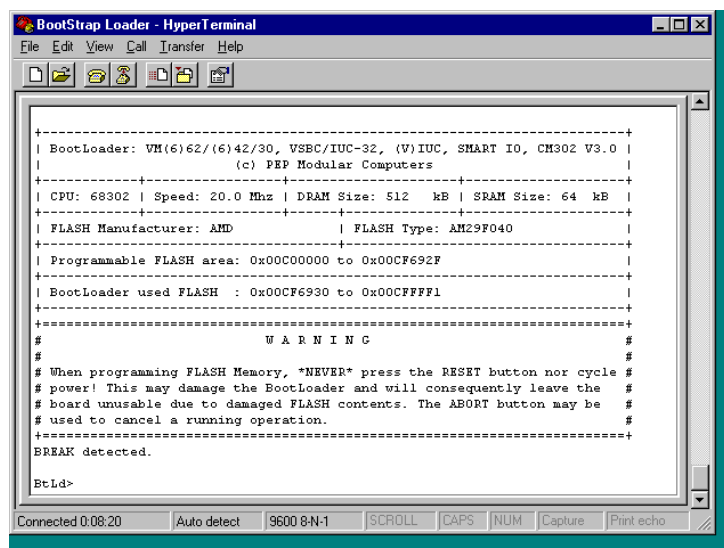 BootStrap Loader - HyperTerminal
File Edit View Call Transfer Help
+-----------------------------------------------------------------------+
| BootLoader: VM(6)62/(6)42/30, VSBC/IUC-32, (V)IUC, SMART IO, CM302 V3.0 |
| (c) PEP Modular Computers |
+------------+-----------------+---------------------+--------------------+
| CPU: 68302 | Speed: 20.0 Mhz | DRAM Size: 512 kB | SRAM Size: 64 kB |
+------------+-----------------+------+--------------+--------------------+
| FLASH Manufacturer: AMD | FLASH Type: AM29F040 |
+-------------------------------------+-----------------------------------+
| Programmable FLASH area: 0x00C00000 to 0x00CF692F |
+-------------------------------------------------------------------------+
| BootLoader used FLASH : 0x00CF6930 to 0x00CFFFF1 |
+-------------------------------------------------------------------------+
+=========================================================================+
# W A R N I N G #
# #
# When programming FLASH Memory, *NEVER* press the RESET button nor cycle #
# power! This may damage the BootLoader and will consequently leave the #
# board unusable due to damaged FLASH contents. The ABORT button may be #
# used to cancel a running operation. #
+=========================================================================+
BREAK detected.
BtLd>
Connected 0:08:20 Auto detect 9600 8-N-1 SCROLL CAPS NUM Capture Print echo